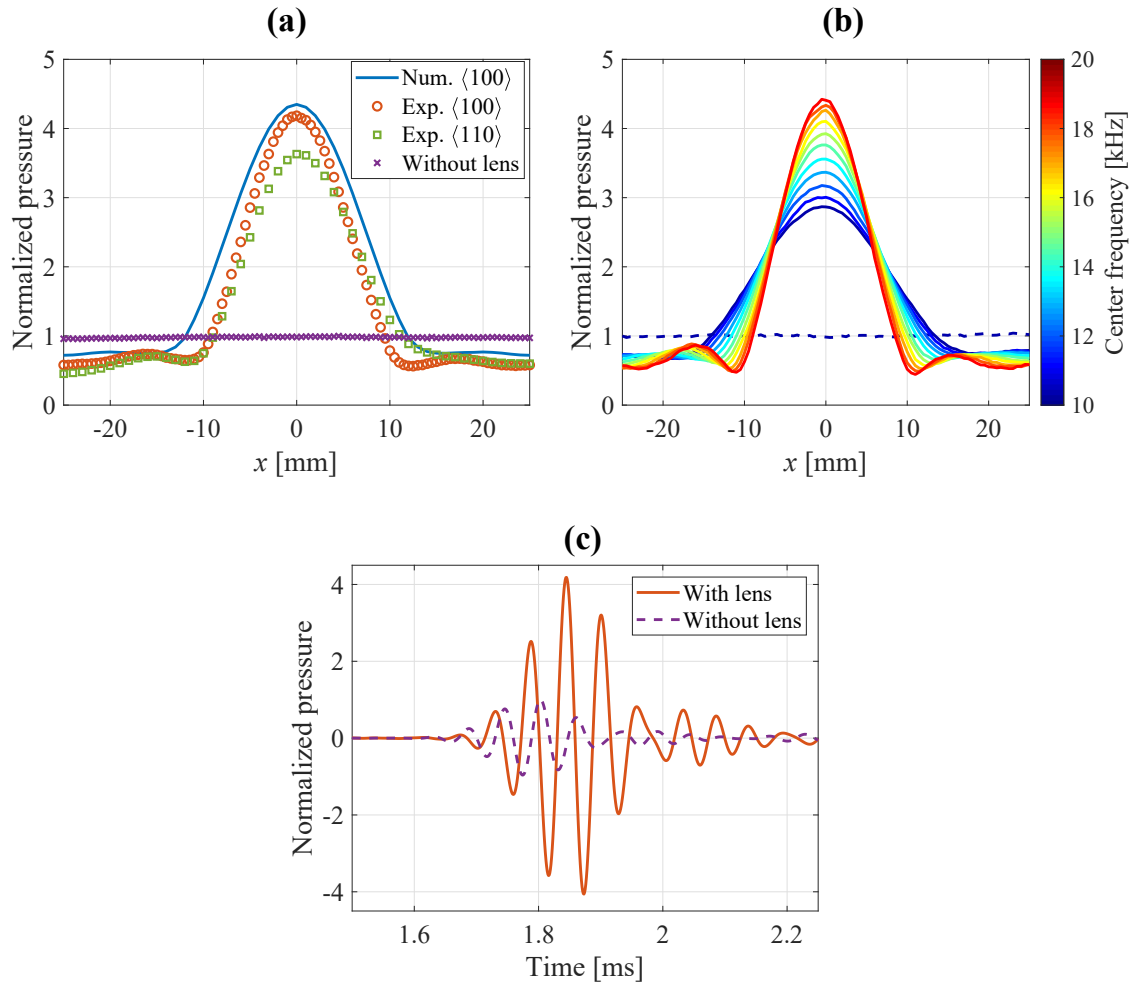 (a)
5
4
3
2
1
0
Normalized pressure
-20
-10
0
10
20
x [mm]
Num. ⟨100⟩
Exp. ⟨100⟩
Exp. ⟨110⟩
Without lens
(b)
5
4
3
2
1
0
Normalized pressure
-20
-10
0
10
20
x [mm]
20
18
16
14
12
10
Center frequency [kHz]
(c)
4
2
0
-2
-4
Normalized pressure
1.6
1.8
2
2.2
Time [ms]
With lens
Without lens